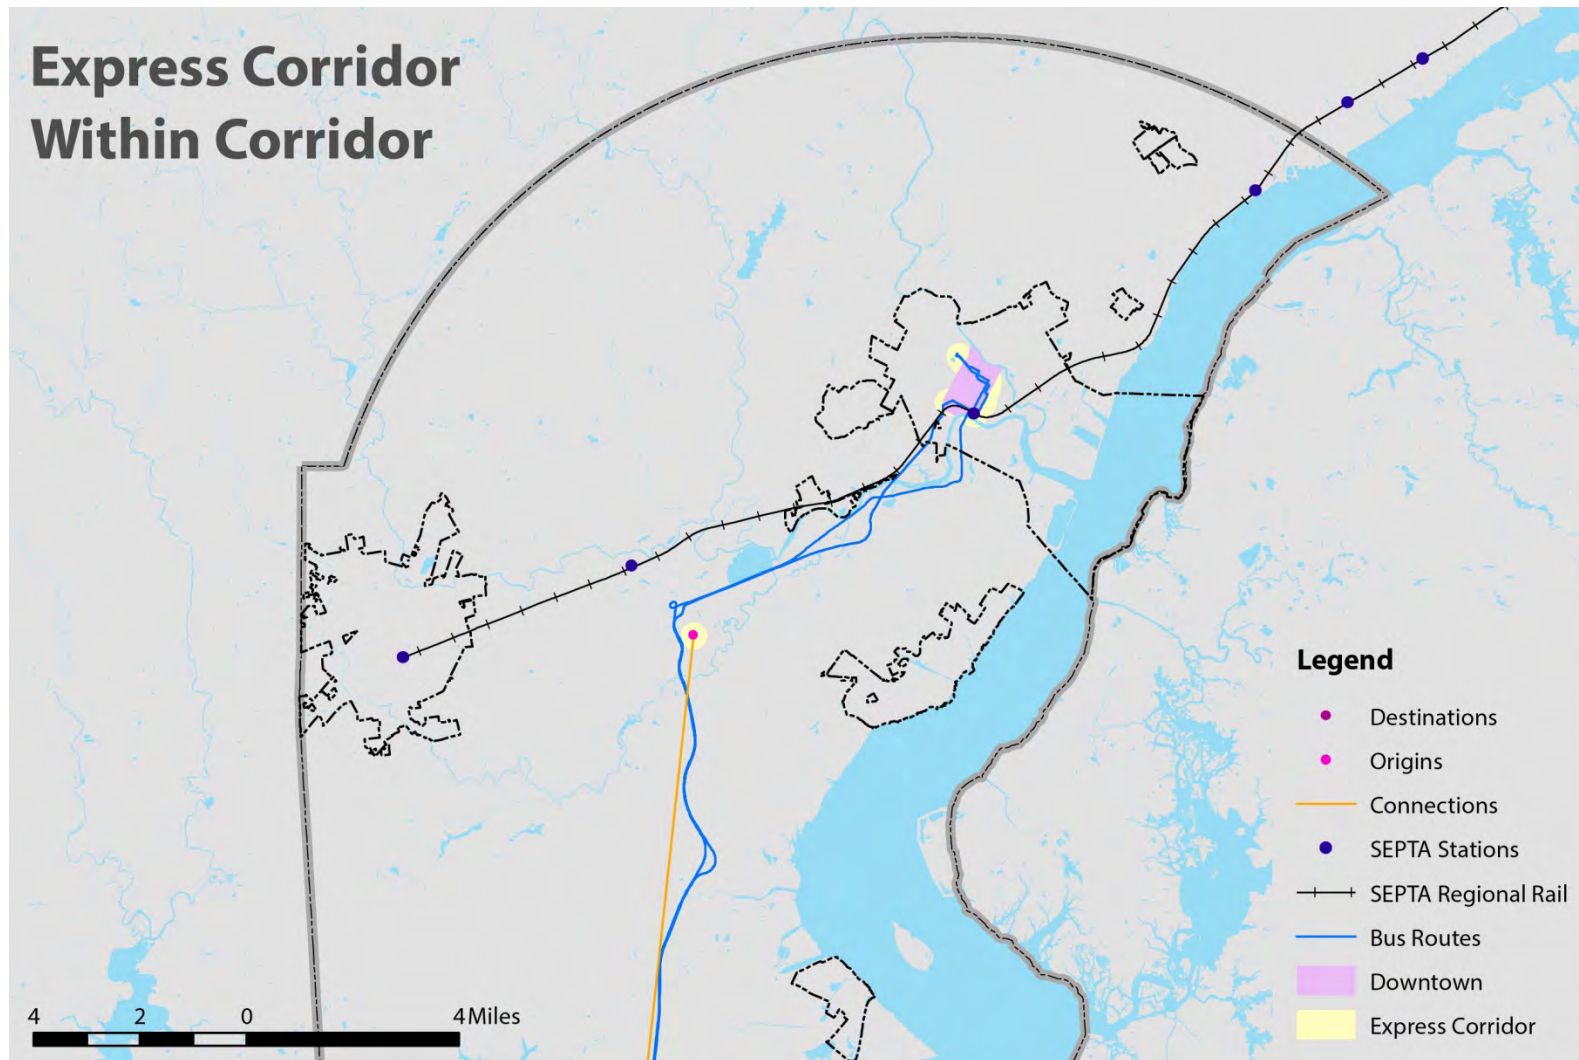 Express Corridor
Within Corridor
Legend
Destinations
Origins
Connections
SEPTA Stations
SEPTA Regional Rail
Bus Routes
Downtown
Express Corridor
4 2 0 4 Miles